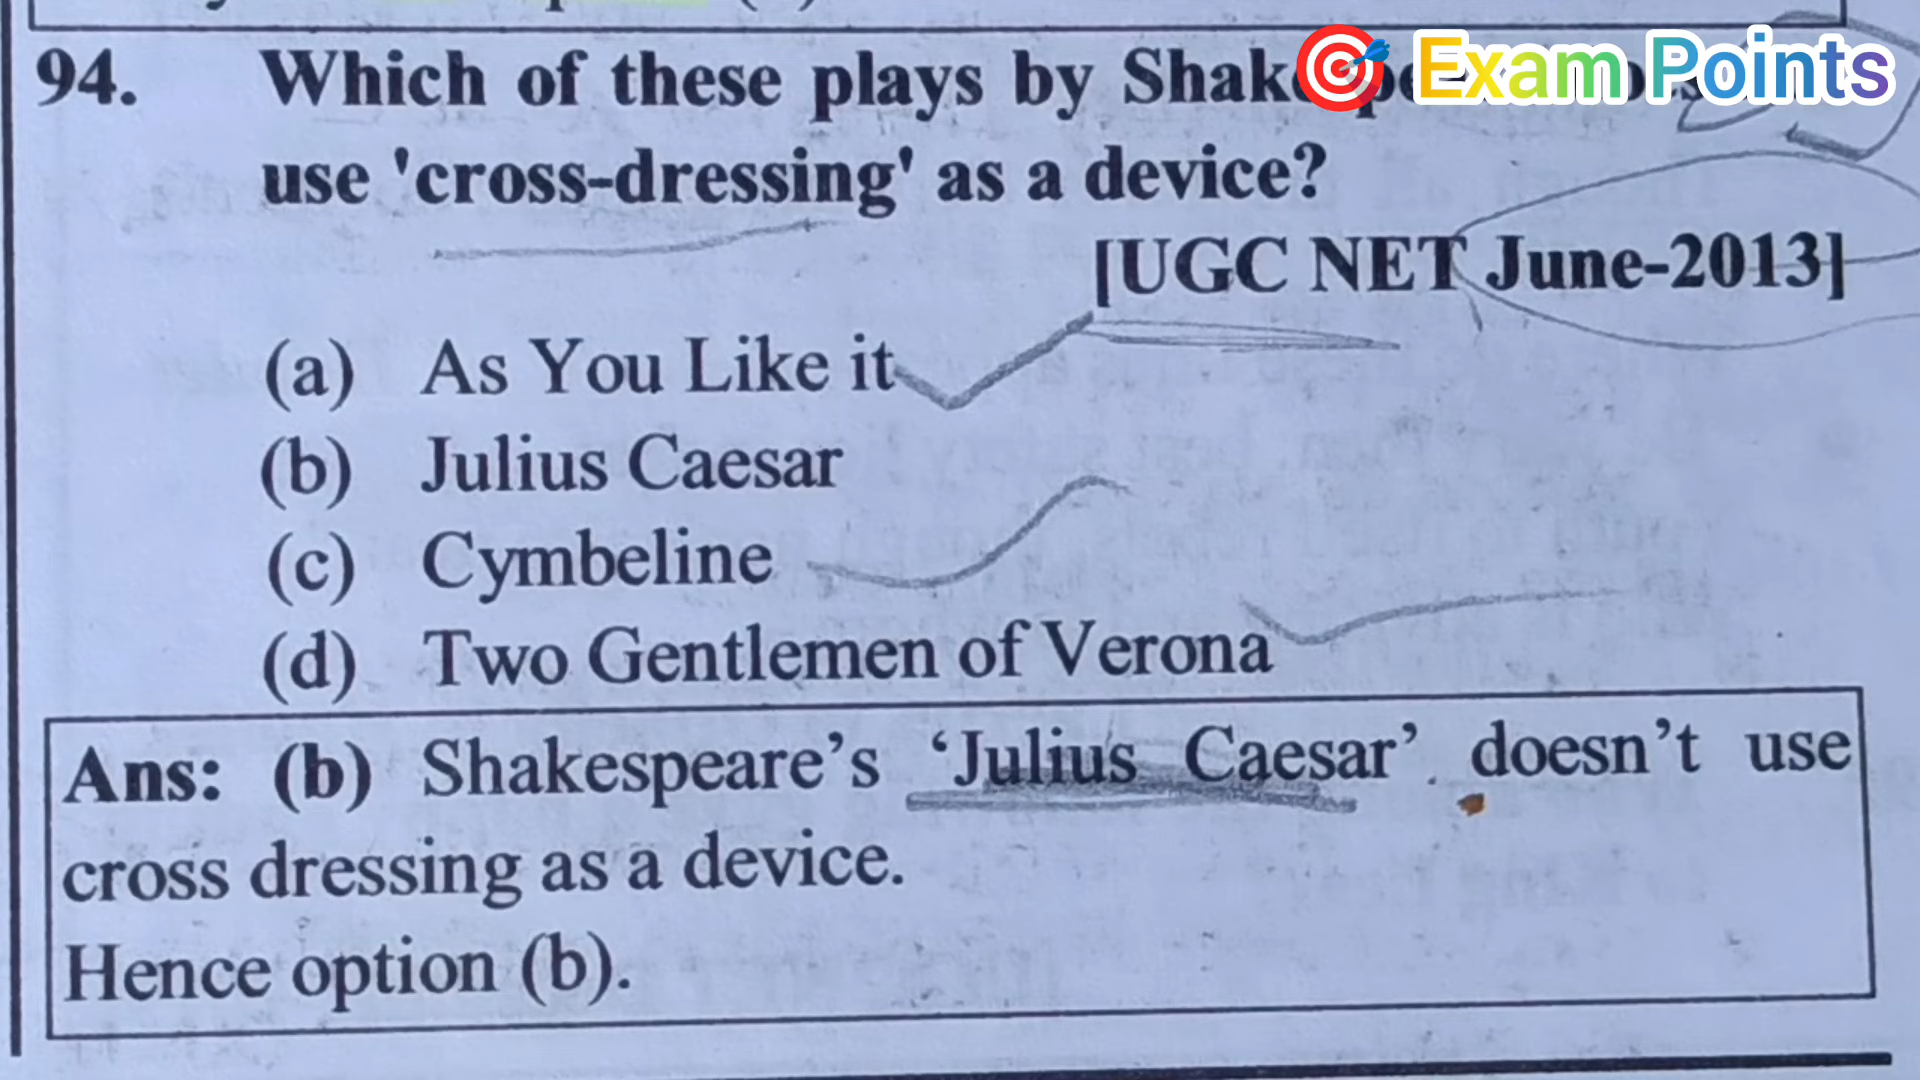 Exam Points
94. Which of these plays by
use 'cross-dressing' as a device?
[UGC NET June-2013]
(a) As You Like it
(b) Julius Caesar
(c) Cymbeline
(d) Two Gentlemen of Verona
Ans: (b) Shakespeare's 'Julius Caesar'. doesn't use
cross dressing as a device.
Hence option (b).